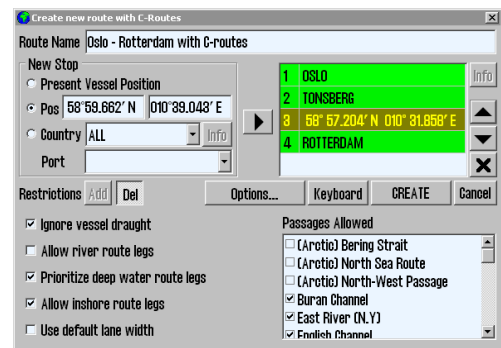 Create new route with C-Routes
Route Name Oslo - Rotterdam with C-routes
New Stop
Present Vessel Position
Pos 58°59.662' N 010°39.043' E
Country ALL Info
Port
1 OSLO
2 TONSBERG
3 58° 57.204' N 010° 31.858' E
4 ROTTERDAM
Info
Restrictions Add Del Options... Keyboard CREATE Cancel
Ignore vessel draught
Allow river route legs
Prioritize deep water route legs
Allow inshore route legs
Use default lane width
Passages Allowed
(Arctic) Bering Strait
(Arctic) North Sea Route
(Arctic) North-West Passage
Buran Channel
East River (N.Y)
English Channel